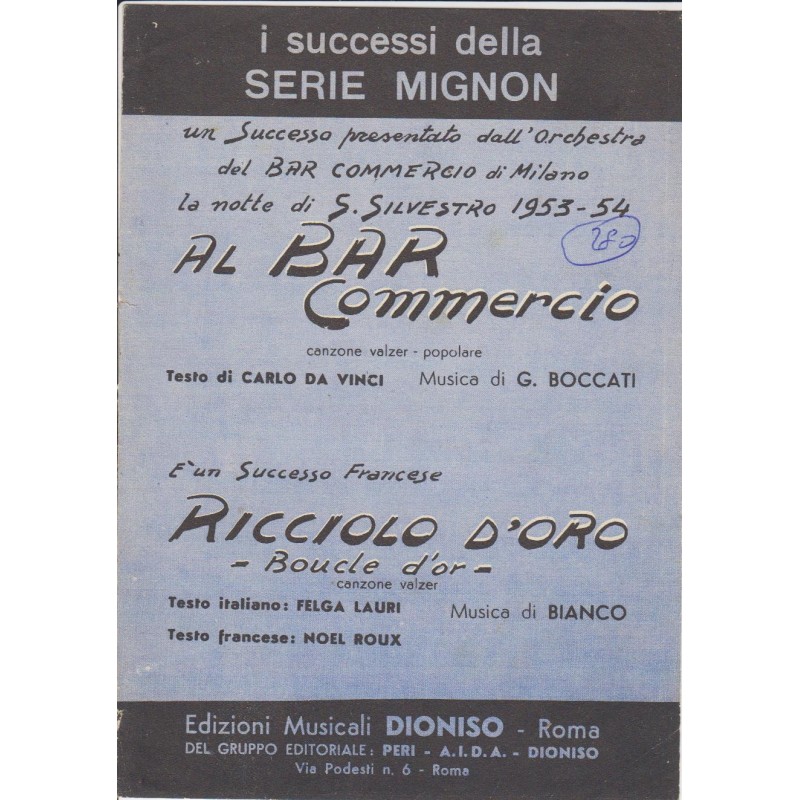 i successi della
SERIE MIGNON
un Successo presentato dall'Orchestra
del BAR COMMERCIO di Milano
la notte di S. SILVESTRO 1953-54
280
AL BAR
Commercio
canzone valzer - popolare
Testo di CARLO DA VINCI Musica di G. BOCCATI
E' un Successo Francese
RICCIOLO D'ORO
- Boucle d'or -
canzone valzer
Testo italiano: FELGA LAURI Musica di BIANCO
Testo francese: NOEL ROUX
Edizioni Musicali DIONISO - Roma
DEL GRUPPO EDITORIALE: PERI - A.I.D.A. - DIONISO
Via Podesti n. 6 - Roma